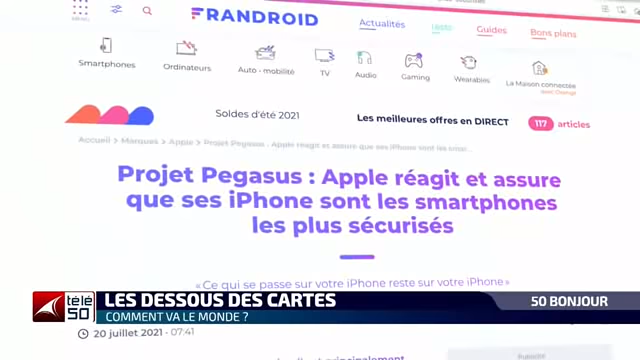 MENU
FRANDROID
Actualités
Tests
Guides
Bons plans
Smartphones
Ordinateurs
Auto - mobilité
TV
Audio
Gaming
Wearables
La Maison connectée
avec Orange
Soldes d'été 2021
Les meilleures offres en DIRECT
117 articles
Accueil > Marques > Apple > Projet Pegasus : Apple réagit et assure que ses iPhone sont les smar...
Projet Pegasus : Apple réagit et assure
que ses iPhone sont les smartphones
les plus sécurisés
«Ce qui se passe sur votre iPhone reste sur votre iPhone»
télé
50
LES DESSOUS DES CARTES
50 BONJOUR
COMMENT VA LE MONDE ?
20 juillet 2021 • 07:41
Publicité